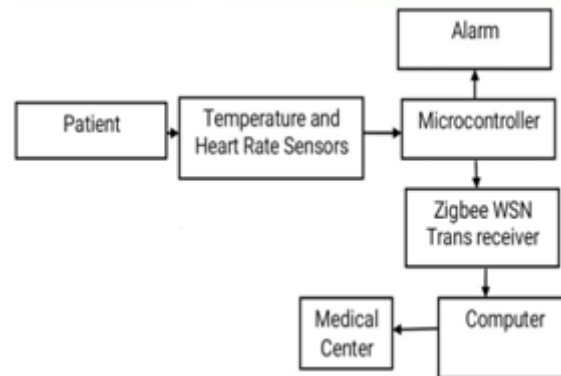 Alarm
Patient
Temperature and
Heart Rate Sensors
Microcontroller
Zigbee WSN
Trans receiver
Medical
Center
Computer